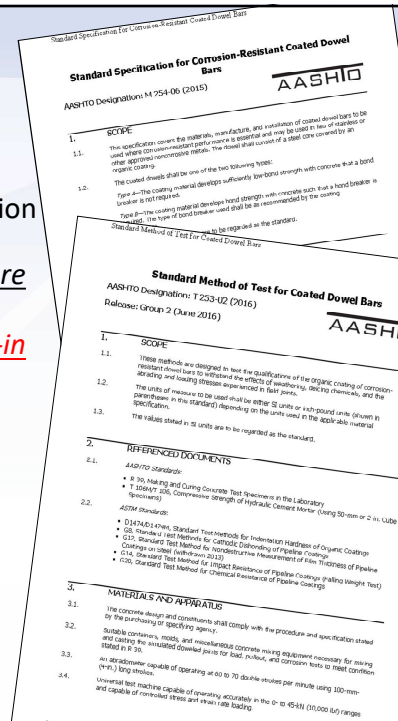 ion
re
-in
Standard Specification for Corrosion-Resistant Coated Dowel Bars
Standard Specification for Corrosion-Resistant Coated Dowel
Bars
AASHTO Designation: M 254-06 (2015)
AASHTO
1. SCOPE
1.1. This specification covers the materials, manufacture, and installation of coated dowel bars to be
used where corrosion-resistant performance is essential and may be used in lieu of stainless or
other approved noncorrosive metals. The dowel shall consist of a steel core covered by an
organic coating.
1.2. The coated dowels shall be one of the two following types:
Type A—The coating material develops sufficiently low-bond strength with concrete that a bond
breaker is not required.
Type B—The coating material develops bond strength with concrete such that a bond breaker is
required. The type of bond breaker used shall be as recommended by the coating
to be regarded as the standard.
Standard Method of Test for Coated Dowel Bars
Standard Method of Test for Coated Dowel Bars
AASHTO Designation: T 253-02 (2016)
Release: Group 2 (June 2016)
AASH
1. SCOPE
1.1. These methods are designed to test the qualifications of the organic coating of corrosion-
resistant dowel bars to withstand the effects of weathering, deicing chemicals, and the
abrading and loading stresses experienced in field joints.
1.2. The units of measure to be used shall be either SI units or inch-pound units (shown in
parentheses in this standard) depending on the units used in the applicable material
specification.
1.3. The values stated in SI units are to be regarded as the standard.
2. REFERENCED DOCUMENTS
2.1. AASHTO Standards:
• R 39, Making and Curing Concrete Test Specimens in the Laboratory
• T 106M/T 106, Compressive Strength of Hydraulic Cement Mortar (Using 50-mm or 2-in. Cube
Specimens)
2.2. ASTM Standards:
• D1474/D1474M, Standard Test Methods for Indentation Hardness of Organic Coatings
• G8, Standard Test Methods for Cathodic Disbonding of Pipeline Coatings
• G12, Standard Test Method for Nondestructive Measurement of Film Thickness of Pipeline
Coatings on Steel (withdrawn 2013)
• G14, Standard Test Method for Impact Resistance of Pipeline Coatings (Falling Weight Test)
• G20, Standard Test Method for Chemical Resistance of Pipeline Coatings
3. MATERIALS AND APPARATUS
3.1. The concrete design and constituents shall comply with the procedure and specification stated
by the purchasing or specifying agency.
3.2. Suitable containers, molds, and miscellaneous concrete mixing equipment necessary for mixing
and casting the simulated doweled joints for load, pullout, and corrosion tests to meet condition
stated in R 39.
3.3. An abradometer capable of operating at 60 to 70 double strokes per minute using 100-mm-
(4-in.) long strokes.
3.4. Universal test machine capable of operating accurately in the 0- to 45-kN (10,000 lbf) ranges
and capable of controlled stress and strain rate loading.